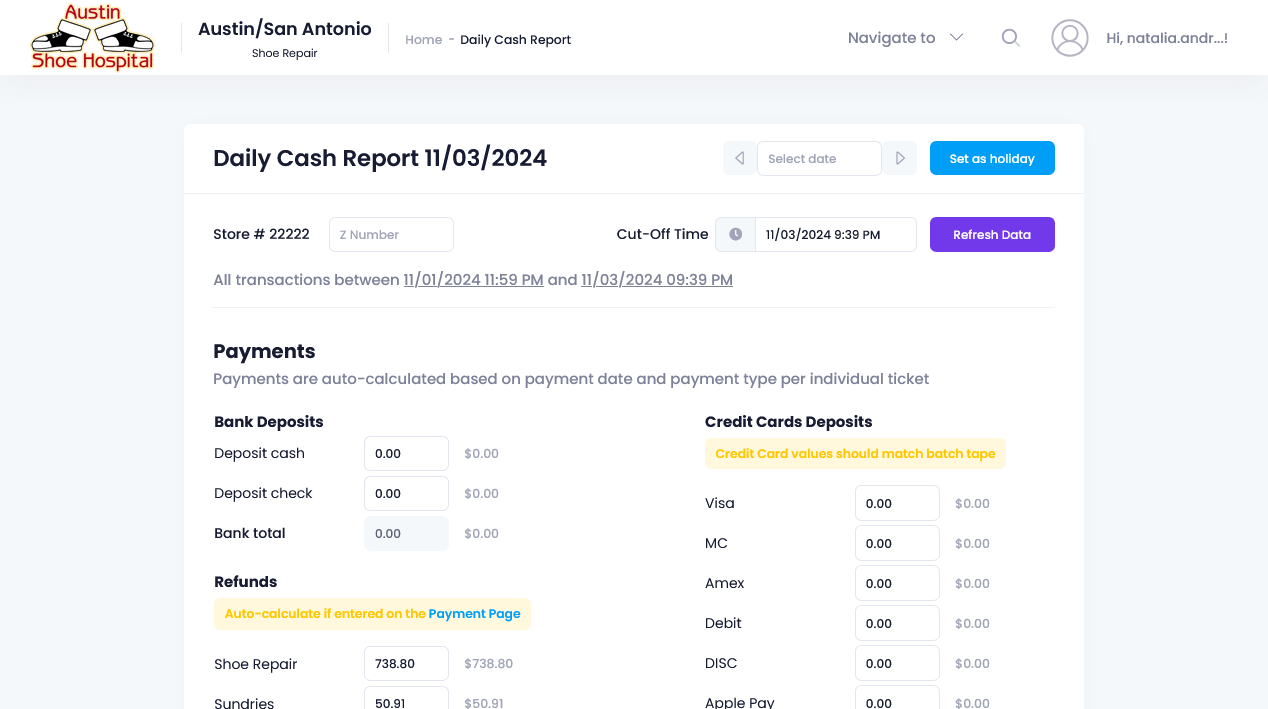 Austin
Shoe Hospital
Austin/San Antonio
Shoe Repair
Home - Daily Cash Report
Navigate to
Hi, natalia.andr...!
Daily Cash Report 11/03/2024
Select date
Set as holiday
Store # 22222
Z Number
Cut-Off Time
11/03/2024 9:39 PM
Refresh Data
All transactions between 11/01/2024 11:59 PM and 11/03/2024 09:39 PM
Payments
Payments are auto-calculated based on payment date and payment type per individual ticket
Bank Deposits
Deposit cash 0.00 $0.00
Deposit check 0.00 $0.00
Bank total 0.00 $0.00
Refunds
Auto-calculate if entered on the Payment Page
Shoe Repair 738.80 $738.80
Sundries 50.91 $50.91
Credit Cards Deposits
Credit Card values should match batch tape
Visa 0.00 $0.00
MC 0.00 $0.00
Amex 0.00 $0.00
Debit 0.00 $0.00
DISC 0.00 $0.00
Apple Pay 0.00 $0.00